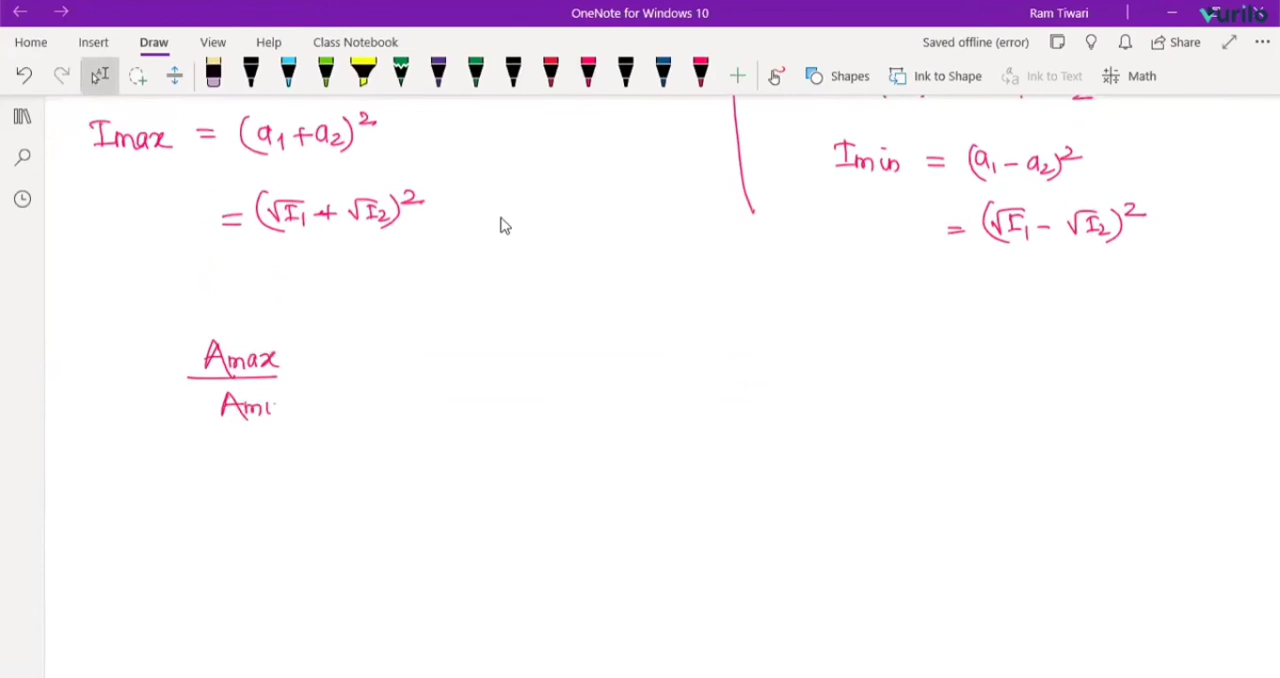 OneNote for Windows 10
Ram Tiwari
Vurilo
Home Insert Draw View Help Class Notebook
Saved offline (error) Share
Shapes Ink to Shape Ink to Text Math
Imax = (a₁+a₂)²
= (√I₁ + √I₂)²
Imin = (a₁ - a₂)²
= (√I₁ - √I₂)²
Amax
Ami